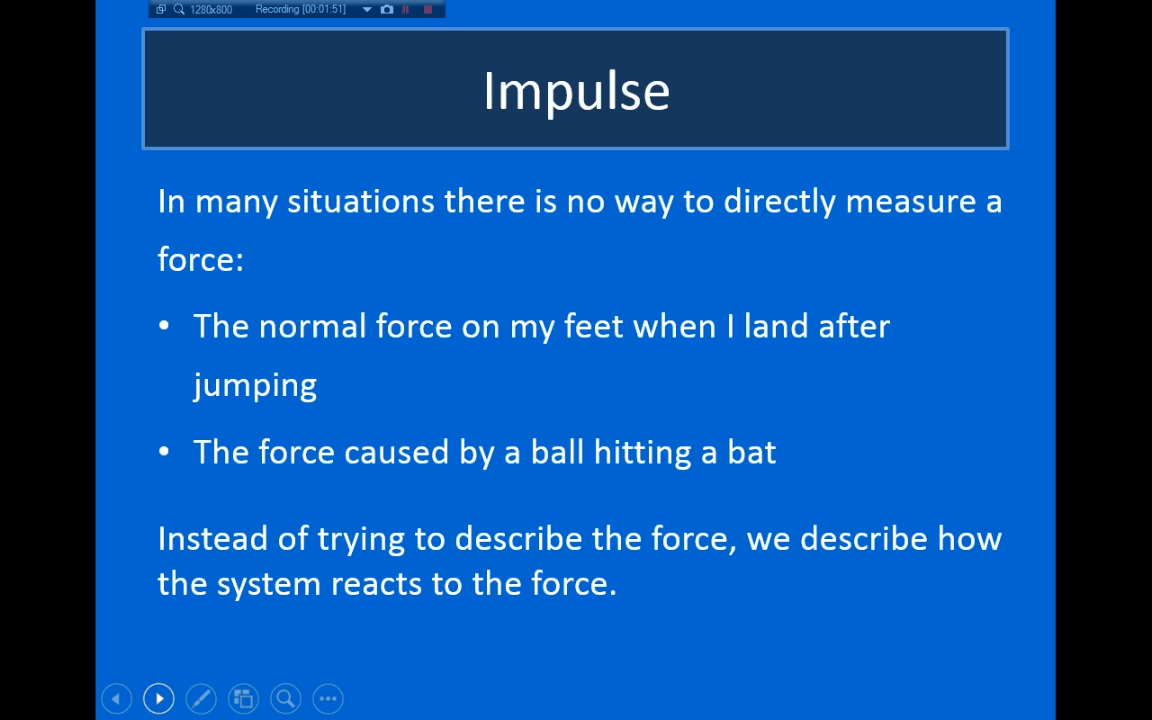 1280x800 Recording [00:01:51]
Impulse
In many situations there is no way to directly measure a
force:
• The normal force on my feet when I land after
jumping
• The force caused by a ball hitting a bat
Instead of trying to describe the force, we describe how
the system reacts to the force.